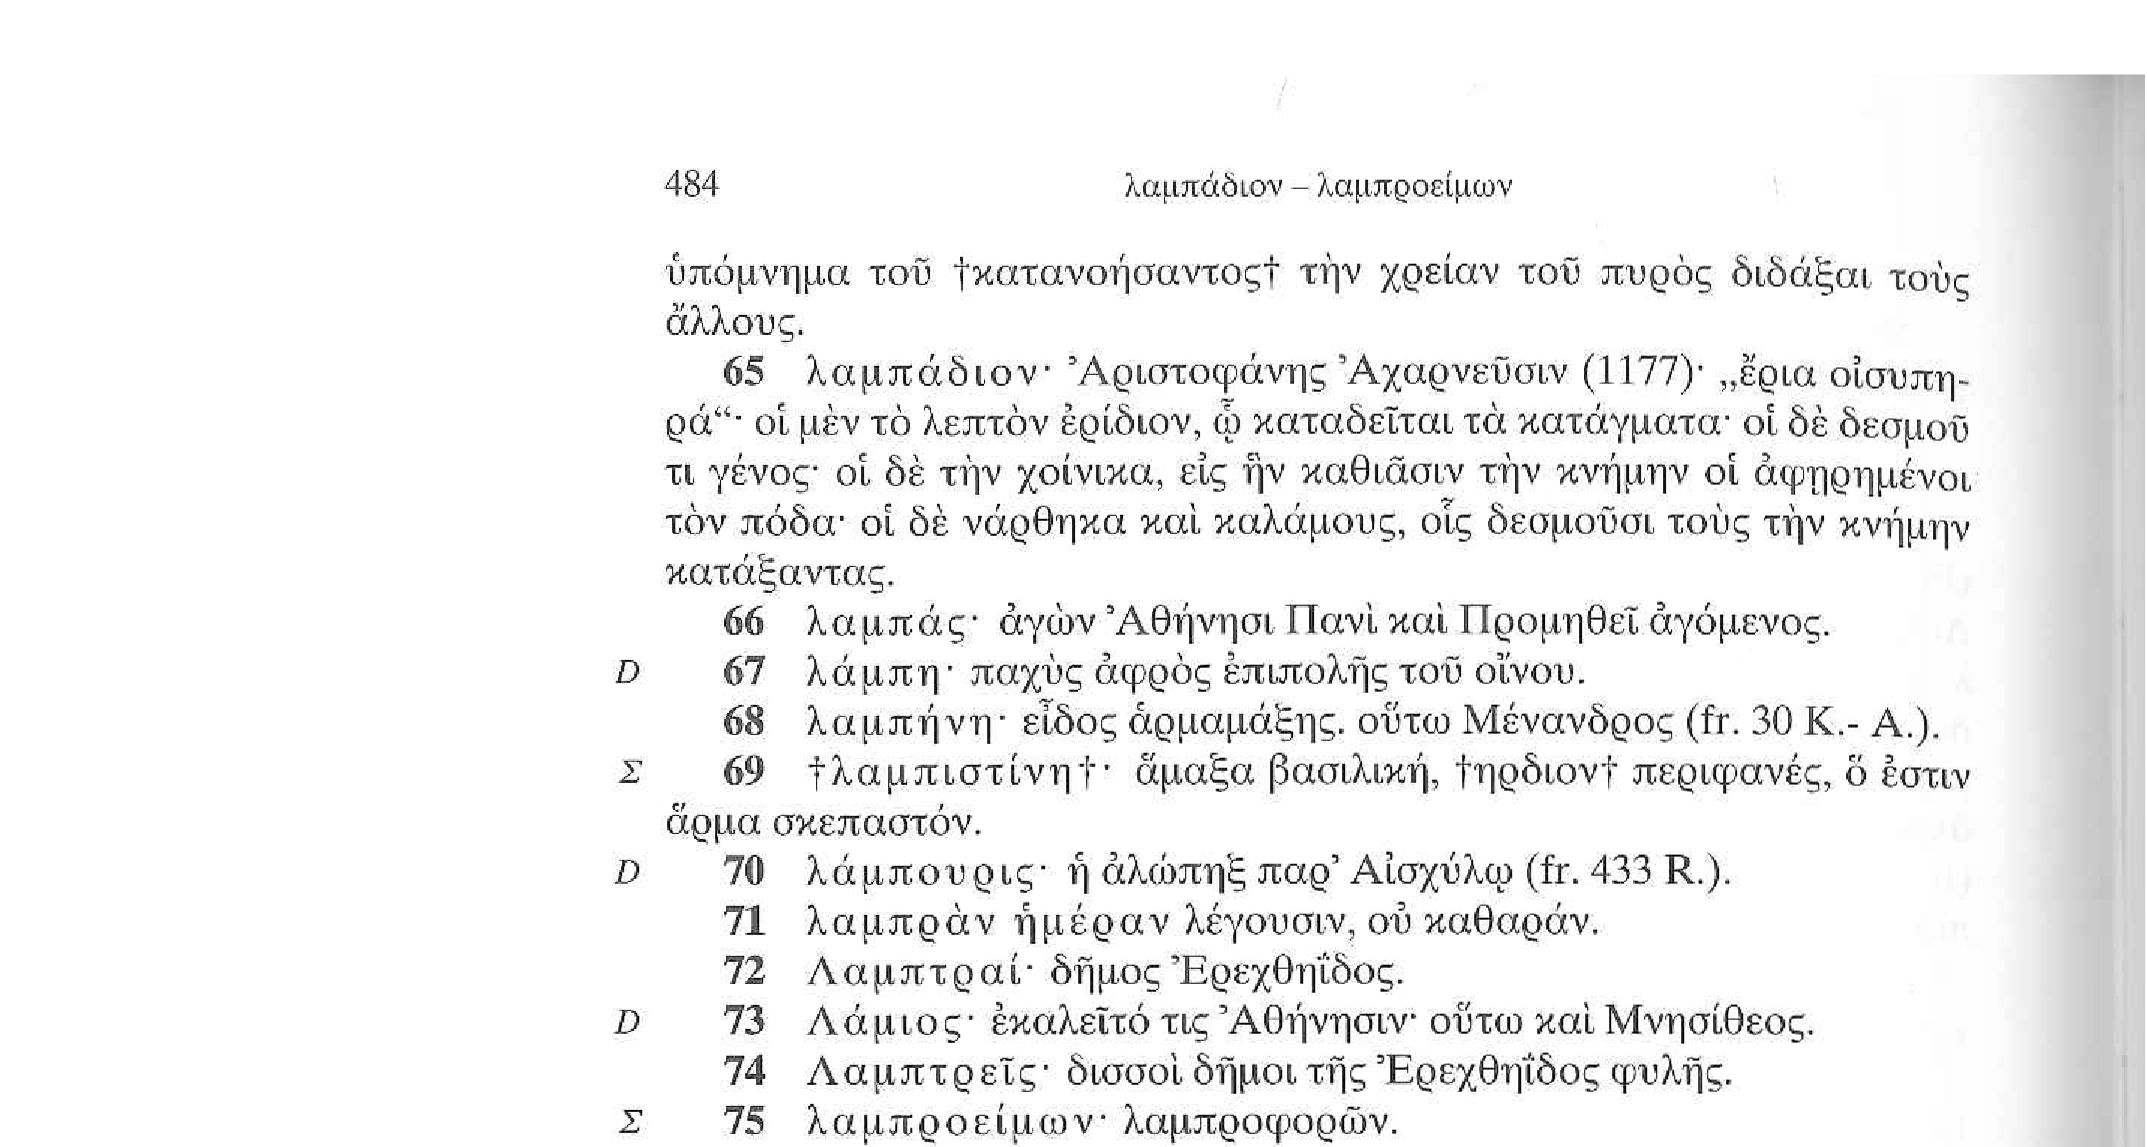 484 λαμπάδιον – λαμπροείμων
ὑπόμνημα τοῦ †κατανοήσαντος† τὴν χρείαν τοῦ πυρὸς διδάξαι τοὺς
ἄλλους.
65 λαμπάδιον· Ἀριστοφάνης Ἀχαρνεῦσιν (1177)· „ἔρια οἰσυπη-
ρά“· οἱ μὲν τὸ λεπτὸν ἐρίδιον, ᾧ καταδεῖται τὰ κατάγματα· οἱ δὲ δεσμοῦ
τι γένος· οἱ δὲ τὴν χοίνικα, εἰς ἣν καθιᾶσιν τὴν κνήμην οἱ ἀφῃρημένοι
τὸν πόδα· οἱ δὲ νάρθηκα καὶ καλάμους, οἷς δεσμοῦσι τοὺς τὴν κνήμην
κατάξαντας.
66 λαμπάς· ἀγὼν Ἀθήνησι Πανὶ καὶ Προμηθεῖ ἀγόμενος.
D 67 λάμπη· παχὺς ἀφρὸς ἐπιπολῆς τοῦ οἴνου.
68 λαμπήνη· εἶδος ἁρμαμάξης. οὕτω Μένανδρος (fr. 30 K.- A.).
Σ 69 †λαμπιστίνη†· ἅμαξα βασιλική, †ηρδιον† περιφανές, ὅ ἐστιν
ἅρμα σκεπαστόν.
D 70 λάμπουρις· ἡ ἀλώπηξ παρ’ Αἰσχύλῳ (fr. 433 R.).
71 λαμπρὰν ἡμέραν λέγουσιν, οὐ καθαράν.
72 Λαμπτραί· δῆμος Ἐρεχθηΐδος.
D 73 Λάμιος· ἐκαλεῖτό τις Ἀθήνησιν· οὕτω καὶ Μνησίθεος.
74 Λαμπτρεῖς· δισσοὶ δῆμοι τῆς Ἐρεχθηΐδος φυλῆς.
Σ 75 λαμπροείμων· λαμπροφορῶν.